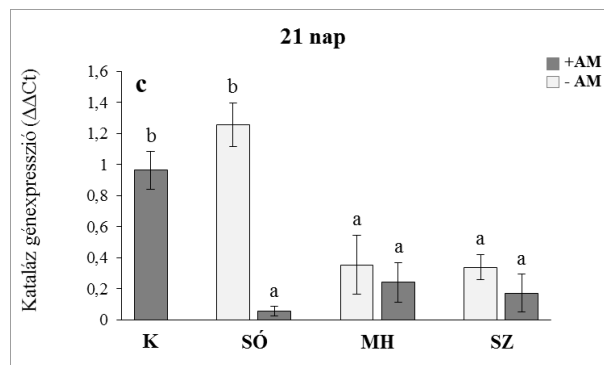 21 nap
+AM
- AM
Kataláz génexpresszió (ΔΔCt)
1,6
1,4
1,2
1
0,8
0,6
0,4
0,2
0
c
b
b
a
a
a
a
a
K
SÓ
MH
SZ